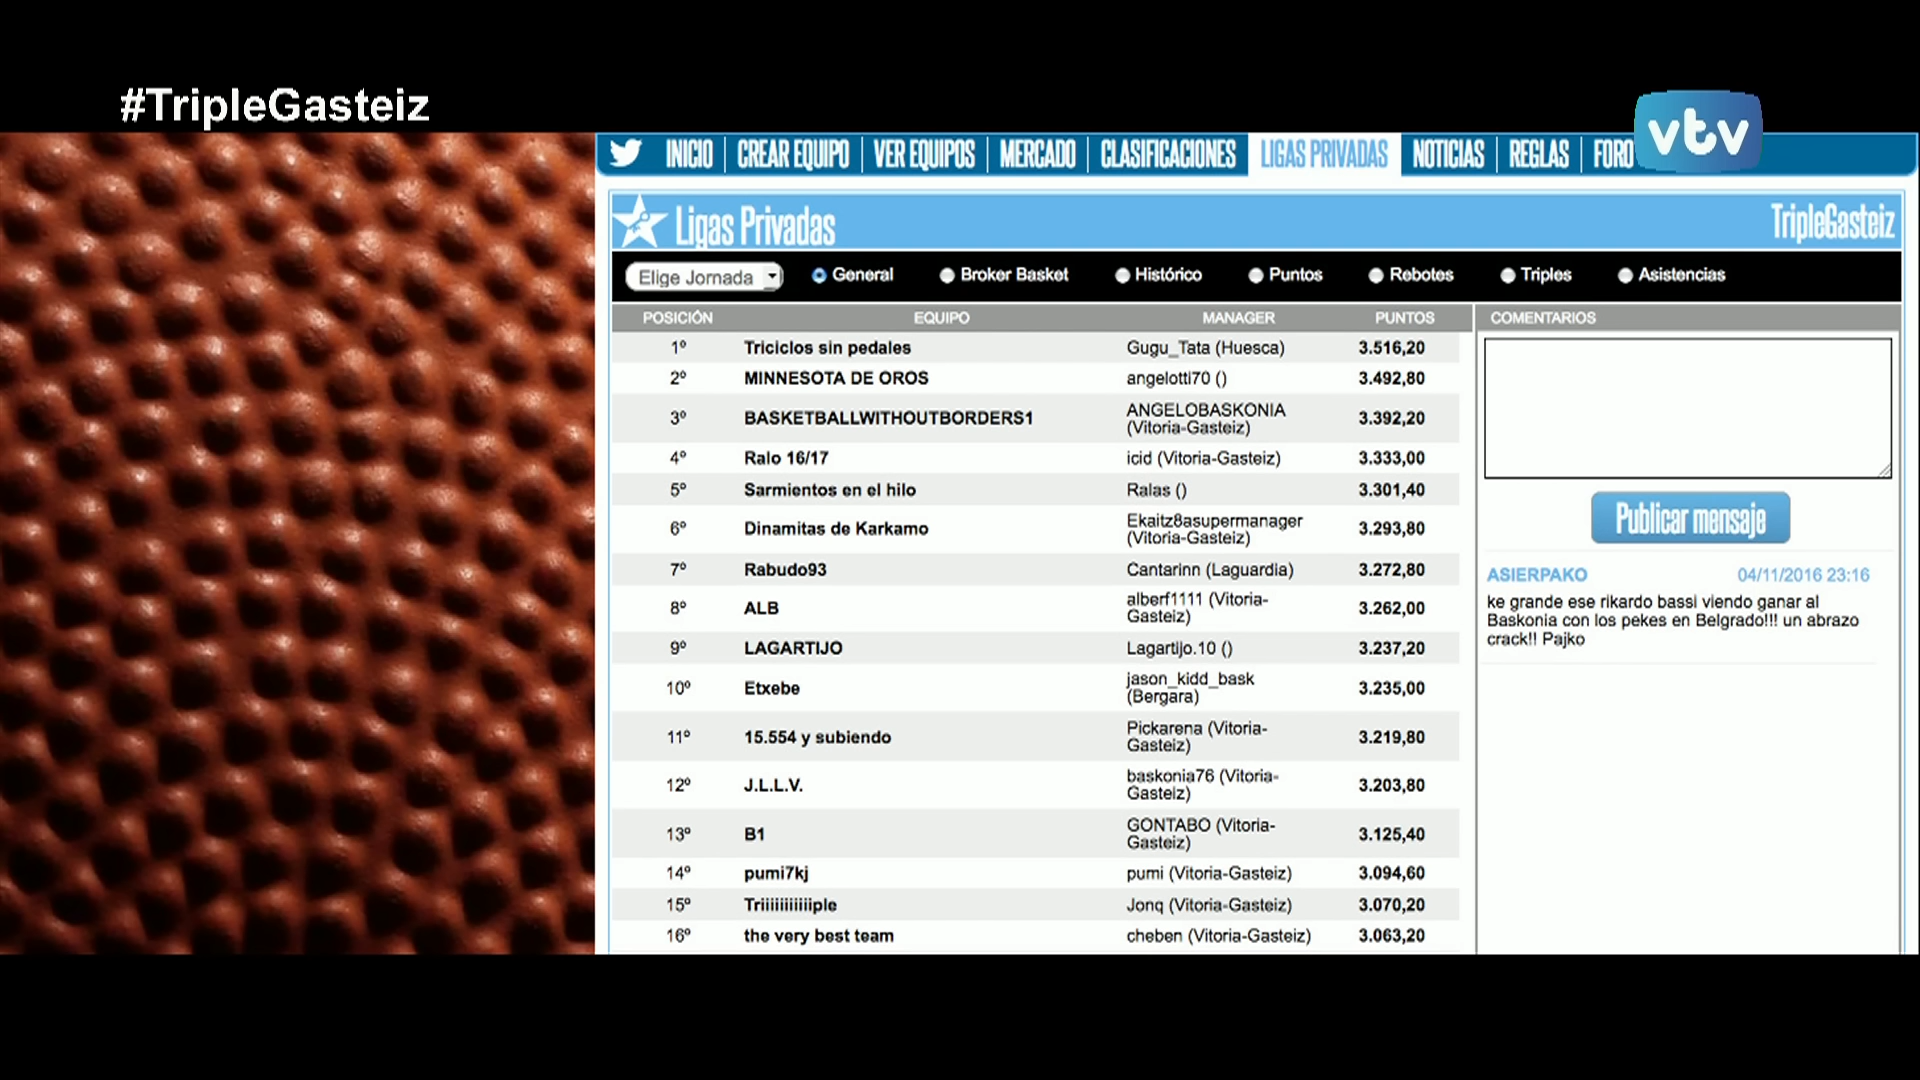 #TripleGasteiz
vtv
INICIO CREAR EQUIPO VER EQUIPOS MERCADO CLASIFICACIONES LIGAS PRIVADAS NOTICIAS REGLAS FORO
Ligas Privadas TripleGasteiz
Elige Jornada General Broker Basket Histórico Puntos Rebotes Triples Asistencias
POSICIÓN EQUIPO MANAGER PUNTOS
1º Triciclos sin pedales Gugu_Tata (Huesca) 3.516,20
2º MINNESOTA DE OROS angelotti70 () 3.492,80
3º BASKETBALLWITHOUTBORDERS1 ANGELOBASKONIA (Vitoria-Gasteiz) 3.392,20
4º Ralo 16/17 icid (Vitoria-Gasteiz) 3.333,00
5º Sarmientos en el hilo Ralas () 3.301,40
6º Dinamitas de Karkamo Ekaitz8asupermanager (Vitoria-Gasteiz) 3.293,80
7º Rabudo93 Cantarinn (Laguardia) 3.272,80
8º ALB alberf1111 (Vitoria-Gasteiz) 3.262,00
9º LAGARTIJO Lagartijo.10 () 3.237,20
10º Etxebe jason_kidd_bask (Bergara) 3.235,00
11º 15.554 y subiendo Pickarena (Vitoria-Gasteiz) 3.219,80
12º J.L.L.V. baskonia76 (Vitoria-Gasteiz) 3.203,80
13º B1 GONTABO (Vitoria-Gasteiz) 3.125,40
14º pumi7kj pumi (Vitoria-Gasteiz) 3.094,60
15º Triiiiiiiiiiiple Jonq (Vitoria-Gasteiz) 3.070,20
16º the very best team cheben (Vitoria-Gasteiz) 3.063,20
COMENTARIOS
Publicar mensaje
ASIERPAKO 04/11/2016 23:16
ke grande ese rikardo bassi viendo ganar al
Baskonia con los pekes en Belgrado!!! un abrazo
crack!! Pajko